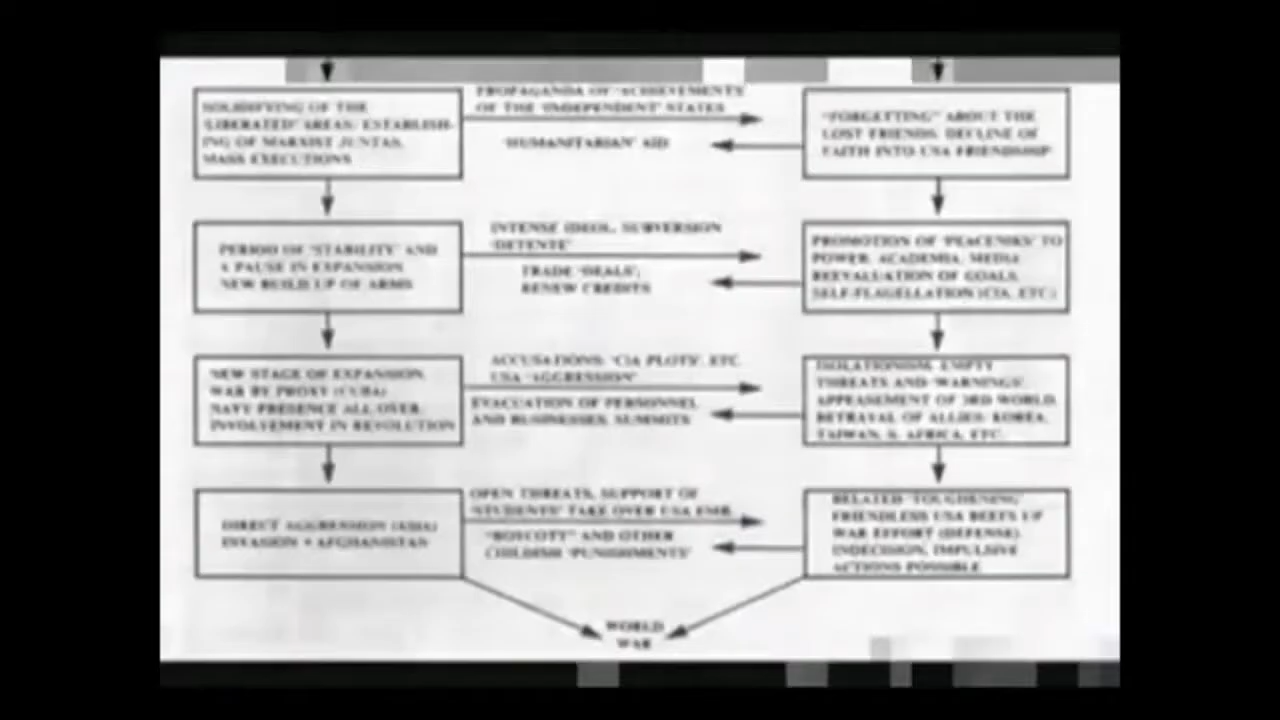 SOLIDIFYING OF THE
'LIBERATED' AREAS: ESTABLISH-
ING OF MARXIST JUNTAS,
MASS EXECUTIONS
PROPAGANDA OF 'ACHIEVEMENTS'
OF THE 'INDEPENDENT' STATES
'HUMANITARIAN' AID
"FORGETTING" ABOUT THE
LOST FRIENDS. DECLINE OF
FAITH INTO USA FRIENDSHIP
PERIOD OF 'STABILITY' AND
A PAUSE IN EXPANSION
NEW BUILD UP OF ARMS
INTENSE IDEOL. SUBVERSION
'DETENTE'
TRADE 'DEALS',
RENEW CREDITS
PROMOTION OF 'PEACENIKS' TO
POWER, ACADEMIA, MEDIA
REEVALUATION OF GOALS,
SELF-FLAGELLATION (CIA, ETC)
NEW STAGE OF EXPANSION,
WAR BY PROXY (CUBA)
NAVY PRESENCE ALL OVER,
INVOLVEMENT IN REVOLUTION
ACCUSATIONS: 'CIA PLOTS', ETC.
USA 'AGGRESSION'
EVACUATION OF PERSONNEL
AND BUSINESSES, SUMMITS
ISOLATIONISM, EMPTY
THREATS AND 'WARNINGS',
APPEASEMENT OF 3RD WORLD,
BETRAYAL OF ALLIES: KOREA,
TAIWAN, S. AFRICA, ETC.
DIRECT AGGRESSION (ASIA)
INVASION = AFGHANISTAN
OPEN THREATS, SUPPORT OF
'STUDENTS' TAKE OVER USA EMB.
"BOYCOTT" AND OTHER
CHILDISH 'PUNISHMENTS'
BELATED 'TOUGHENING'
FRIENDLESS USA BEEFS UP
WAR EFFORT (DEFENSE)
INDECISION, IMPULSIVE
ACTIONS POSSIBLE
WORLD
WAR